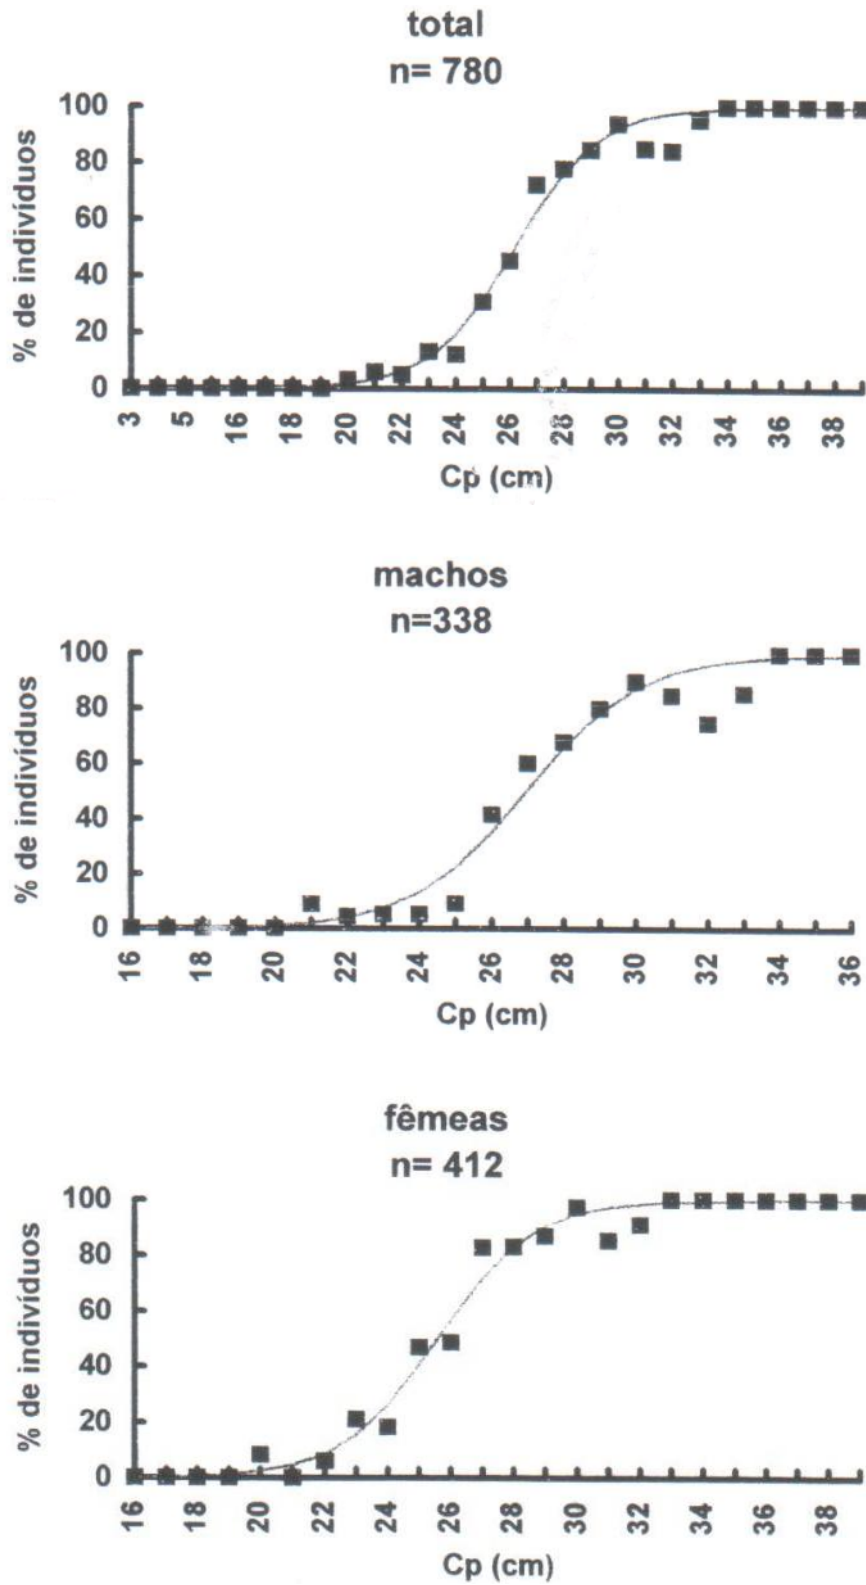 total
n= 780
% de indivíduos
100
80
60
40
20
0
3 5 16 18 20 22 24 26 28 30 32 34 36 38
Cp (cm)
machos
n=338
% de indivíduos
100
80
60
40
20
0
16 18 20 22 24 26 28 30 32 34 36
Cp (cm)
fêmeas
n= 412
% de indivíduos
100
80
60
40
20
0
16 18 20 22 24 26 28 30 32 34 36 38
Cp (cm)